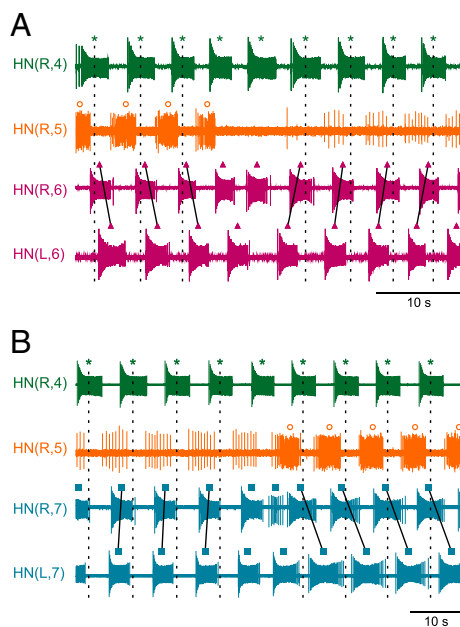 A
HN(R,4)
HN(R,5)
HN(R,6)
HN(L,6)
10 s
B
HN(R,4)
HN(R,5)
HN(R,7)
HN(L,7)
10 s